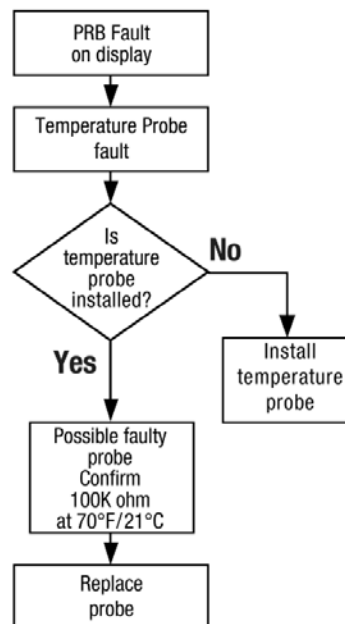 PRB Fault
on display
Temperature Probe
fault
Is
temperature
probe
installed?
No
Yes
Install
temperature
probe
Possible faulty
probe
Confirm
100K ohm
at 70°F/21°C
Replace
probe